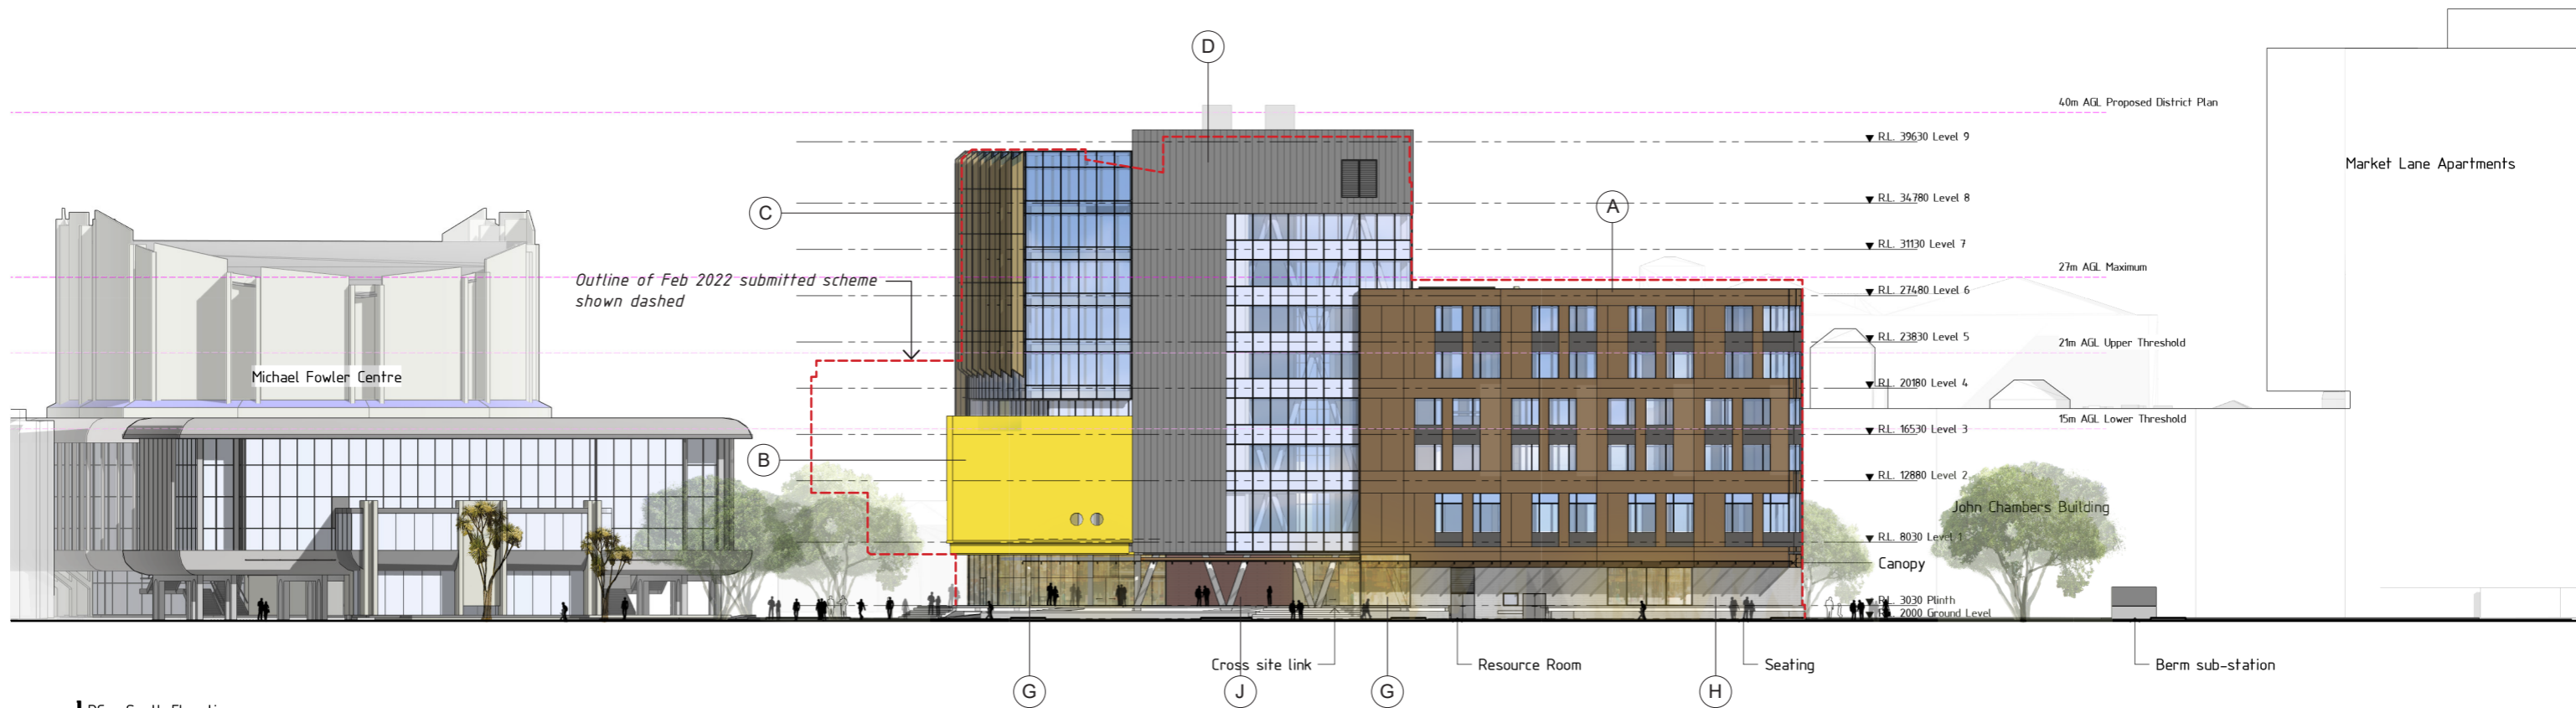 D
40m AGL Proposed District Plan
R.L. 39630 Level 9
Market Lane Apartments
R.L. 34780 Level 8
A
C
R.L. 31130 Level 7
27m AGL Maximum
Outline of Feb 2022 submitted scheme
shown dashed
R.L. 27480 Level 6
R.L. 23830 Level 5
21m AGL Upper Threshold
Michael Fowler Centre
R.L. 20180 Level 4
15m AGL Lower Threshold
R.L. 16530 Level 3
B
R.L. 12880 Level 2
John Chambers Building
R.L. 8030 Level 1
Canopy
R.L. 3030 Plinth
R.L. 2000 Ground Level
Cross site link
Resource Room
Seating
Berm sub-station
G
J
G
H